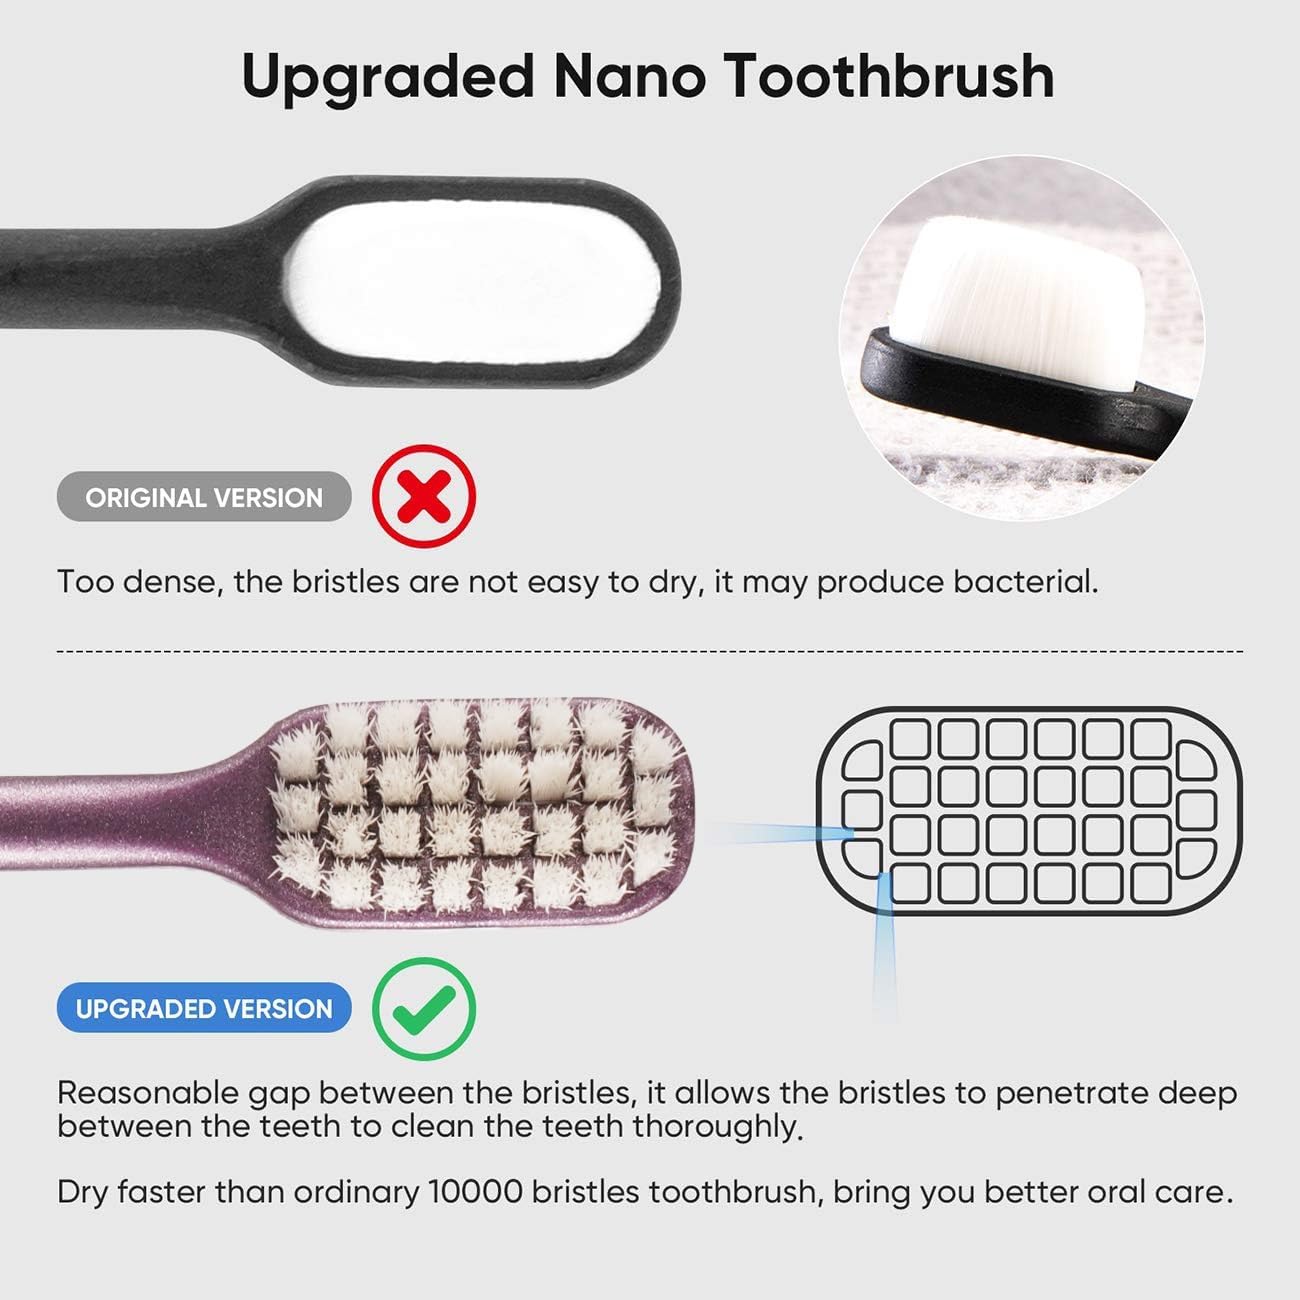 Upgraded Nano Toothbrush
ORIGINAL VERSION
Too dense, the bristles are not easy to dry, it may produce bacterial.
UPGRADED VERSION
Reasonable gap between the bristles, it allows the bristles to penetrate deep
between the teeth to clean the teeth thoroughly.
Dry faster than ordinary 10000 bristles toothbrush, bring you better oral care.